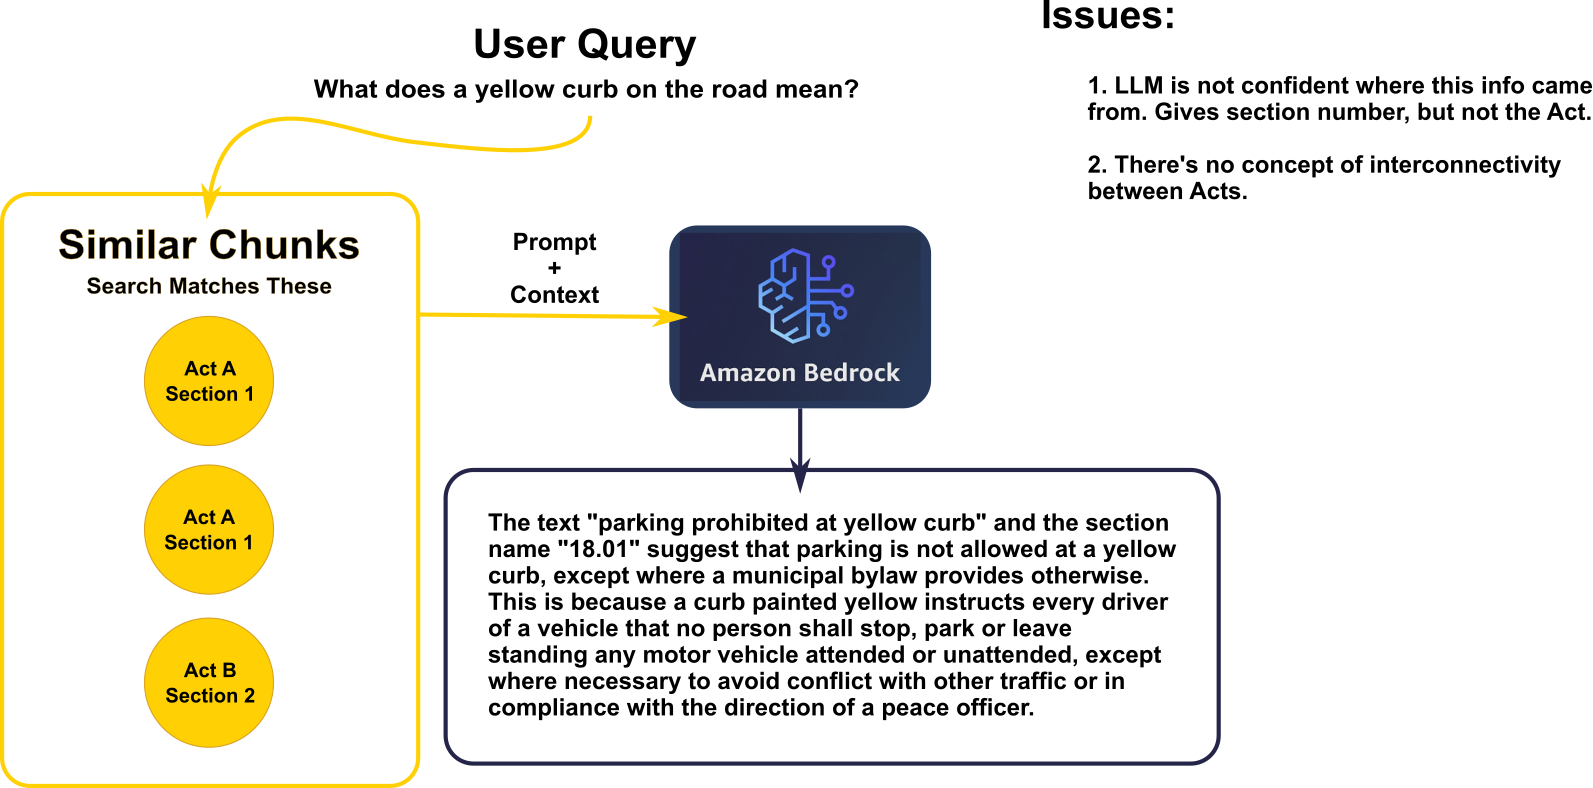 User Query
What does a yellow curb on the road mean?
Issues:
1. LLM is not confident where this info came
from. Gives section number, but not the Act.
2. There's no concept of interconnectivity
between Acts.
Similar Chunks
Search Matches These
Act A
Section 1
Act A
Section 1
Act B
Section 2
Prompt
+
Context
Amazon Bedrock
The text "parking prohibited at yellow curb" and the section
name "18.01" suggest that parking is not allowed at a yellow
curb, except where a municipal bylaw provides otherwise.
This is because a curb painted yellow instructs every driver
of a vehicle that no person shall stop, park or leave
standing any motor vehicle attended or unattended, except
where necessary to avoid conflict with other traffic or in
compliance with the direction of a peace officer.